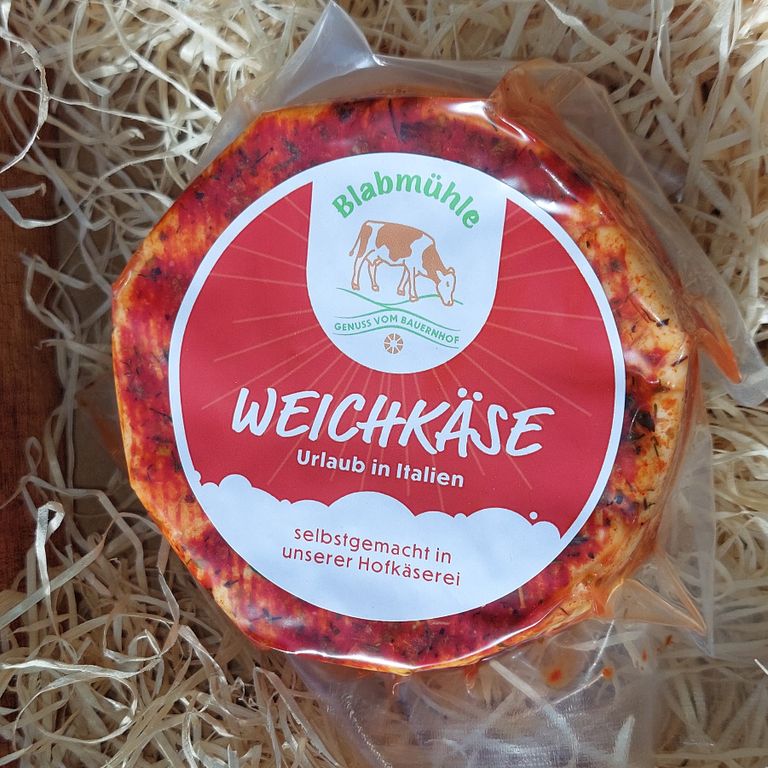 Blabmühle
GENUSS VOM BAUERNHOF
WEICHKÄSE
Urlaub in Italien
selbstgemacht in
unserer Hofkäserei